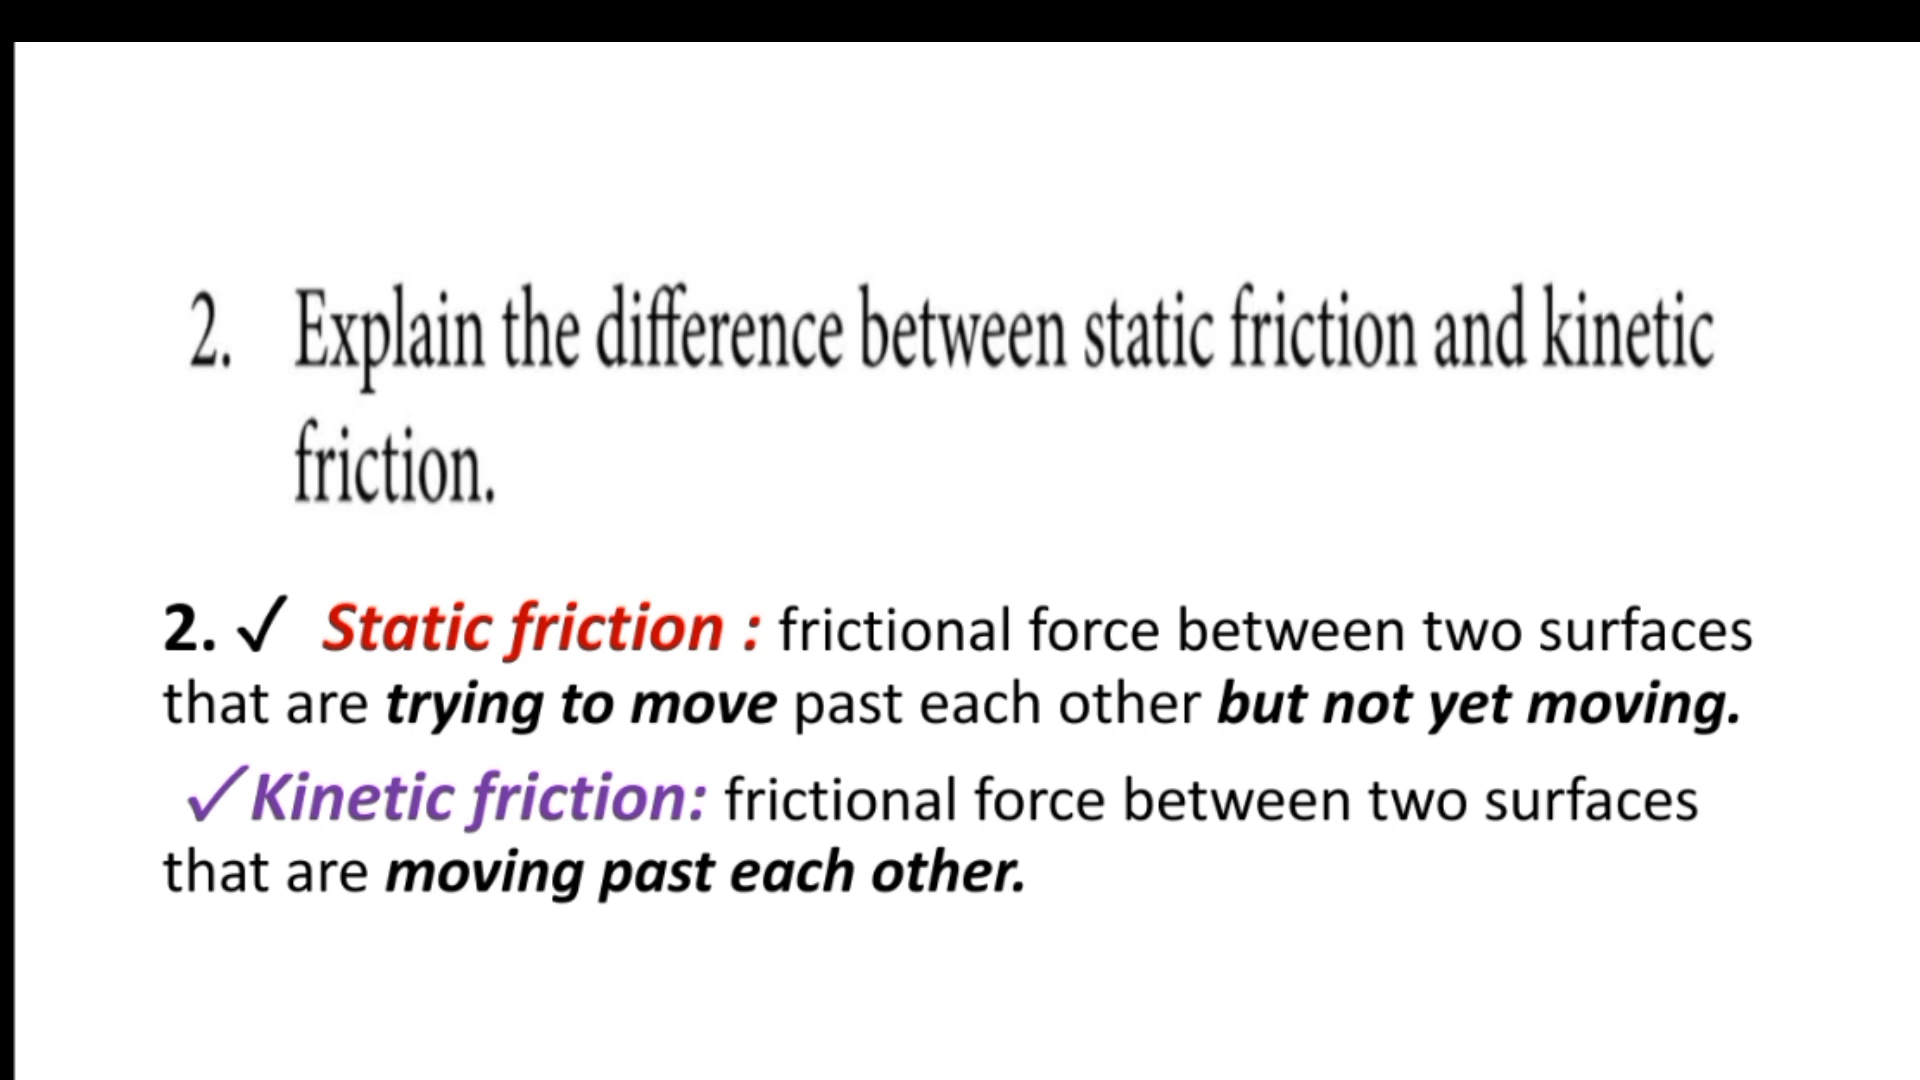 2. Explain the difference between static friction and kinetic
friction.
2. ✓ Static friction : frictional force between two surfaces
that are trying to move past each other but not yet moving.
✓Kinetic friction: frictional force between two surfaces
that are moving past each other.